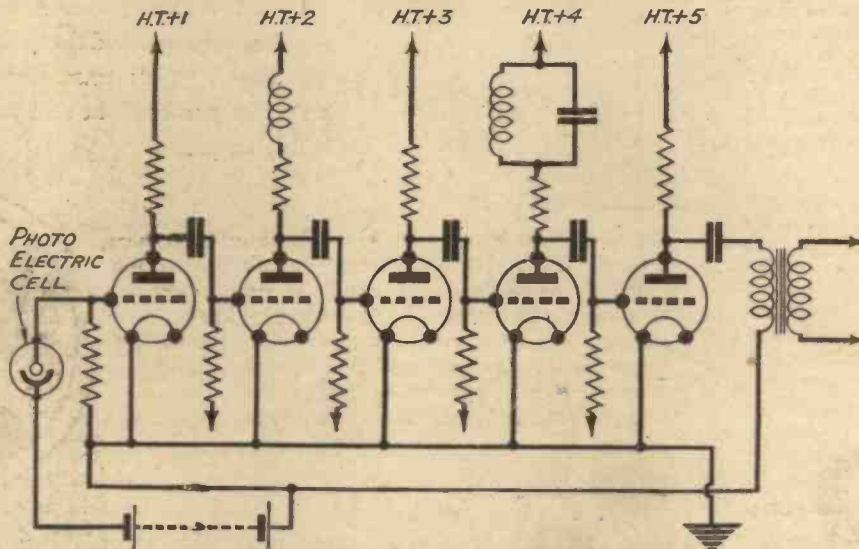 H.T.+1
H.T.+2
H.T.+3
H.T.+4
H.T.+5
PHOTO
ELECTRIC
CELL